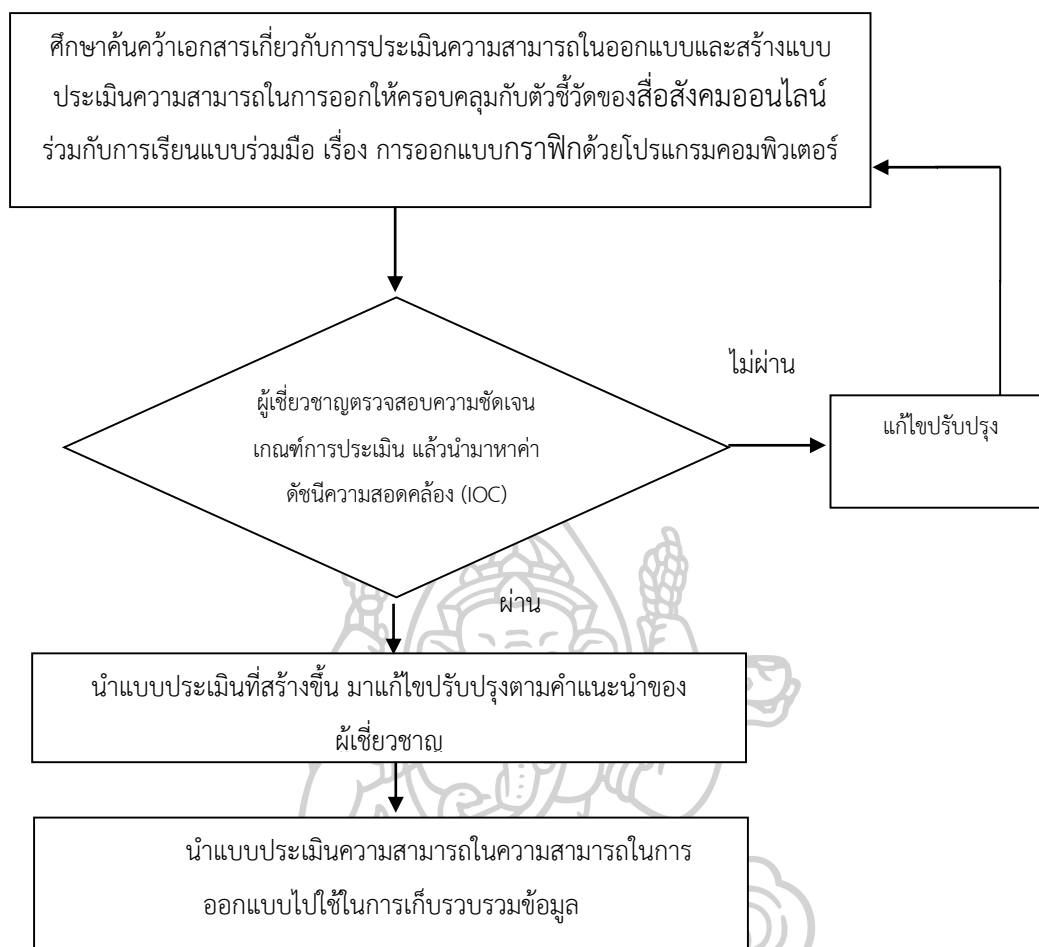 ศึกษาค้นคว้าเอกสารเกี่ยวกับการประเมินความสามารถในออกแบบและสร้างแบบ
ประเมินความสามารถในการออกให้ครอบคลุมกับตัวชี้วัดของสื่อสังคมออนไลน์
ร่วมกับการเรียนแบบร่วมมือ เรื่อง การออกแบบกราฟิกด้วยโปรแกรมคอมพิวเตอร์
ไม่ผ่าน
ผู้เชี่ยวชาญตรวจสอบความชัดเจน
เกณฑ์การประเมิน แล้วนำมาหาค่า
ดัชนีความสอดคล้อง (IOC)
แก้ไขปรับปรุง
ผ่าน
นำแบบประเมินที่สร้างขึ้น มาแก้ไขปรับปรุงตามคำแนะนำของ
ผู้เชี่ยวชาญ
นำแบบประเมินความสามารถในความสามารถในการ
ออกแบบไปใช้ในการเก็บรวบรวมข้อมูล